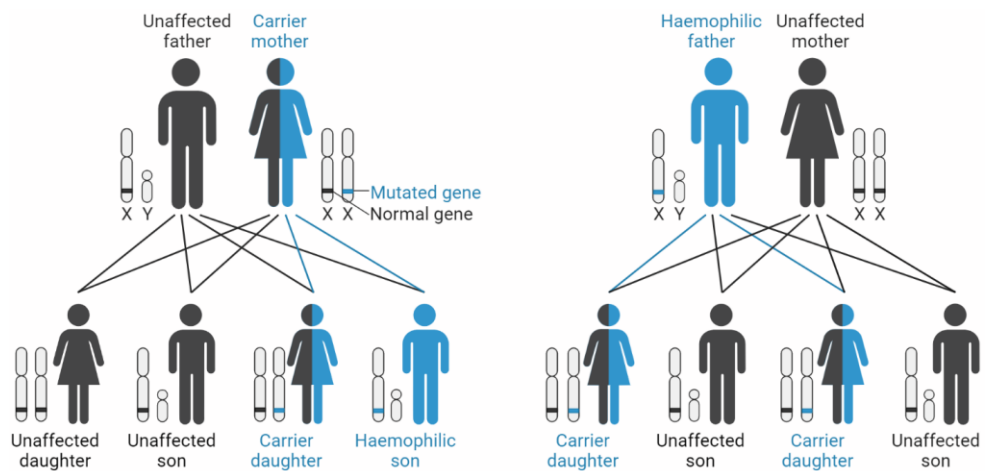 Unaffected
father
Carrier
mother
X Y
X X
Mutated gene
Normal gene
Unaffected
daughter
Unaffected
son
Carrier
daughter
Haemophilic
son
Haemophilic
father
Unaffected
mother
X Y
X X
Carrier
daughter
Unaffected
son
Carrier
daughter
Unaffected
son